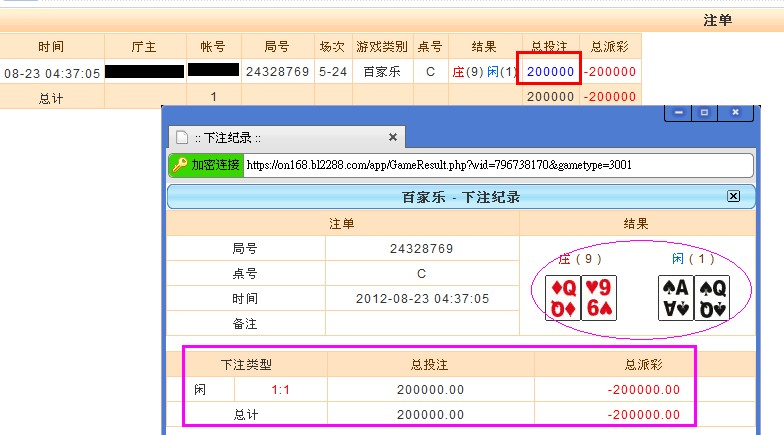 注单
时间 厅主 帐号 局号 场次 游戏类别 桌号 结果 总投注 总派彩
08-23 04:37:05 24328769 5-24 百家乐 C 庄(9) 闲(1) 200000 -200000
总计 1 200000 -200000
:: 下注纪录 ::
加密连接 https://on168.bl2288.com/app/GameResult.php?wid=796738170&gametype=3001
百家乐 - 下注纪录
注单 结果
局号 24328769
桌号 C
时间 2012-08-23 04:37:05
备注
庄 ( 9 ) 闲 ( 1 )
Q 9 A Q
下注类型 总投注 总派彩
闲 1:1 200000.00 -200000.00
总计 200000.00 -200000.00